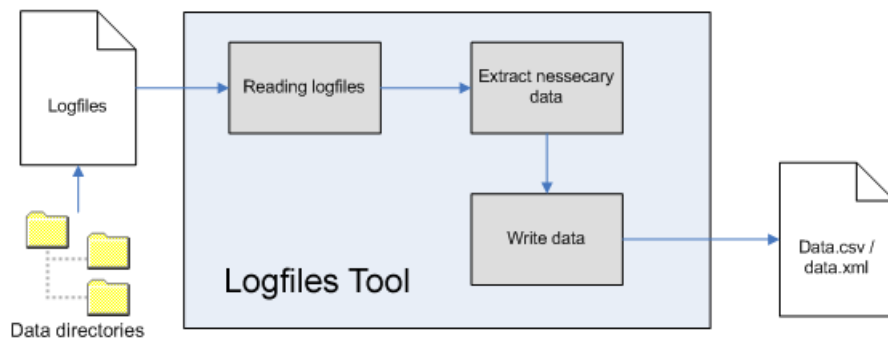 Logfiles
Reading logfiles
Extract nessecary
data
Write data
Logfiles Tool
Data directories
Data.csv /
data.xml